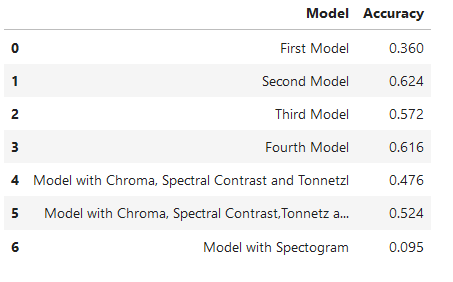 Model Accuracy
0 First Model 0.360
1 Second Model 0.624
2 Third Model 0.572
3 Fourth Model 0.616
4 Model with Chroma, Spectral Contrast and Tonnetzl 0.476
5 Model with Chroma, Spectral Contrast,Tonnetz a... 0.524
6 Model with Spectogram 0.095